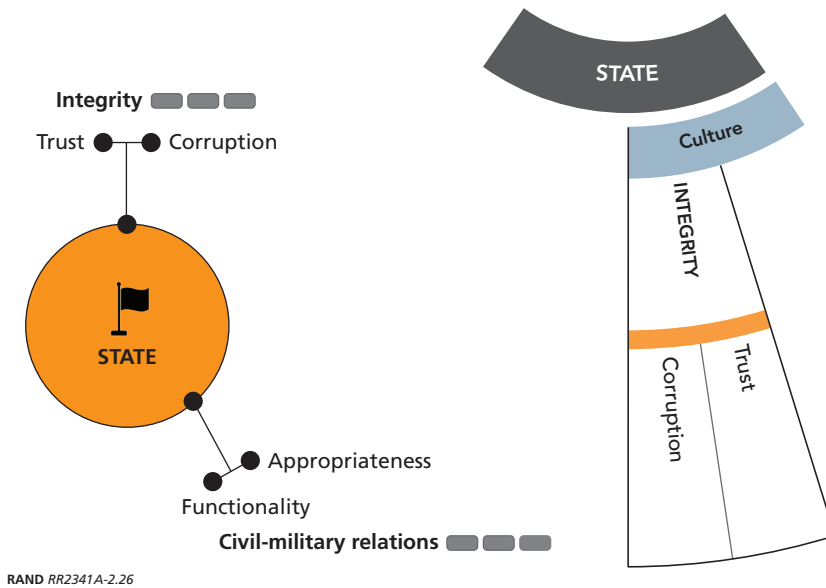 Integrity
Trust
Corruption
STATE
Appropriateness
Functionality
Civil-military relations
STATE
Culture
INTEGRITY
Corruption
Trust
RAND RR2341A-2.26